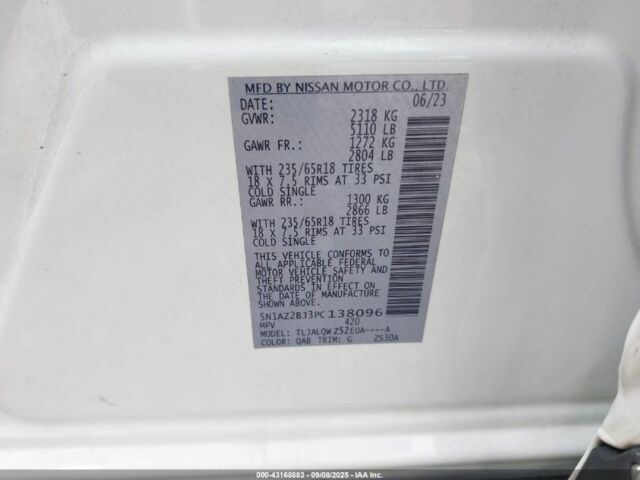 MFD BY NISSAN MOTOR CO., LTD.
DATE: 06/23
GVWR: 2318 KG
5110 LB
GAWR FR.: 1272 KG
2804 LB
WITH 235/65R18 TIRES
18 X 7.5 RIMS AT 33 PSI
COLD SINGLE
GAWR RR.: 1300 KG
2866 LB
WITH 235/65R18 TIRES
18 X 7.5 RIMS AT 33 PSI
COLD SINGLE
THIS VEHICLE CONFORMS TO
ALL APPLICABLE FEDERAL
MOTOR VEHICLE SAFETY AND
THEFT PREVENTION
STANDARDS IN EFFECT ON
DATE OF MANUFACTURE
SHOWN ABOVE.
5N1AZ2BJ3PC138096
MPV 420
MODEL: TLJALQWZ52EUA----A
COLOR: QAB TRIM: G ZS30A
000-43168883 | 09/08/2025 | IAA Inc.